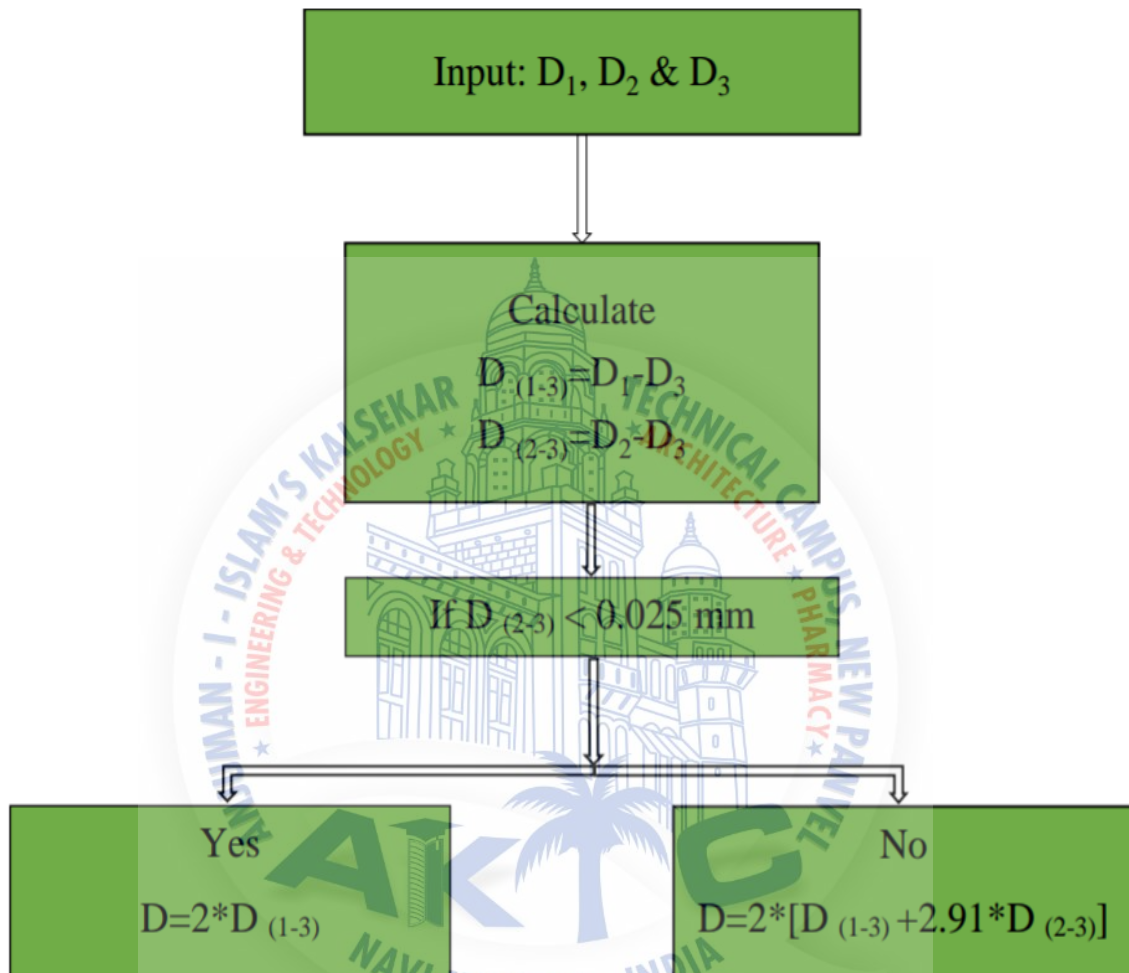 Input: D₁, D₂ & D₃
Calculate
D ₍₁₋₃₎=D₁-D₃
D ₍₂₋₃₎=D₂-D₃
If D ₍₂₋₃₎ < 0.025 mm
Yes
D=2*D ₍₁₋₃₎
No
D=2*[D ₍₁₋₃₎ +2.91*D ₍₂₋₃₎]
ANJUMAN - I - ISLAM'S KALSEKAR TECHNICAL CAMPUS, NEW PANVEL
ENGINEERING & TECHNOLOGY ★ ★ ARCHITECTURE ★ PHARMACY ★
AKTC
INDIA